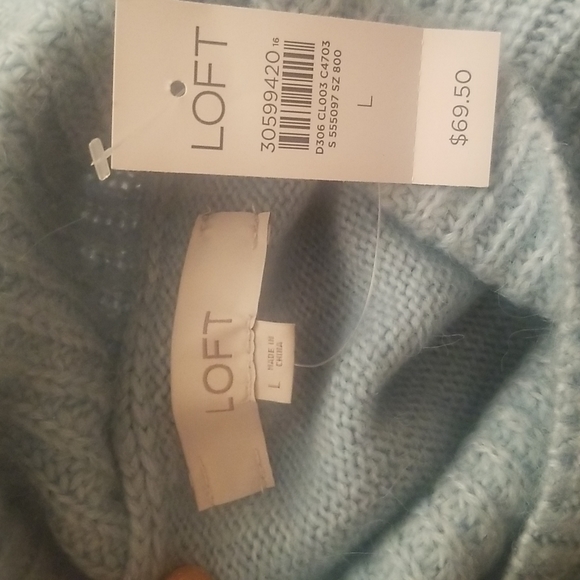 LOFT
30599420 16
D306 CL003 C4703
S 555097 SZ 800
L
$69.50
LOFT
L
MADE IN
CHINA